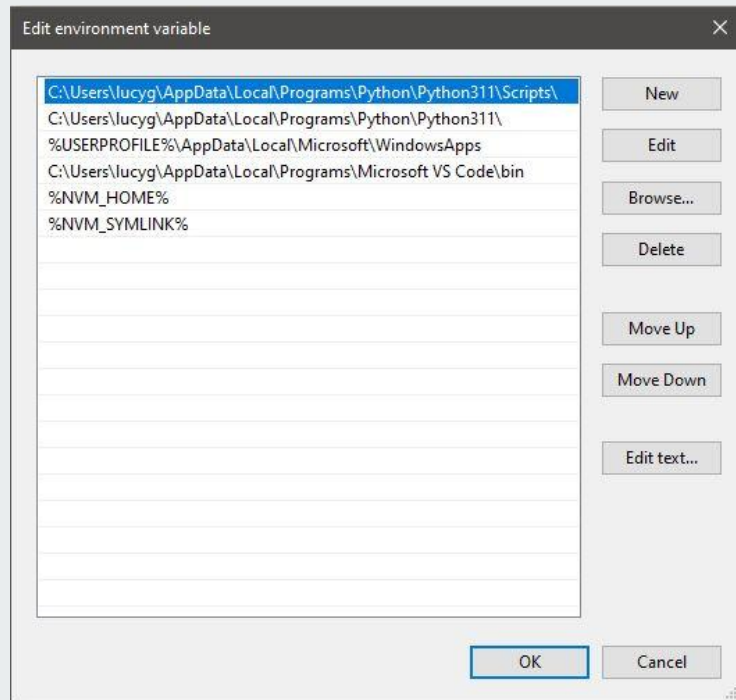 Edit environment variable
C:\Users\lucyg\AppData\Local\Programs\Python\Python311\Scripts\
C:\Users\lucyg\AppData\Local\Programs\Python\Python311\
%USERPROFILE%\AppData\Local\Microsoft\WindowsApps
C:\Users\lucyg\AppData\Local\Programs\Microsoft VS Code\bin
%NVM_HOME%
%NVM_SYMLINK%
New
Edit
Browse...
Delete
Move Up
Move Down
Edit text...
OK
Cancel